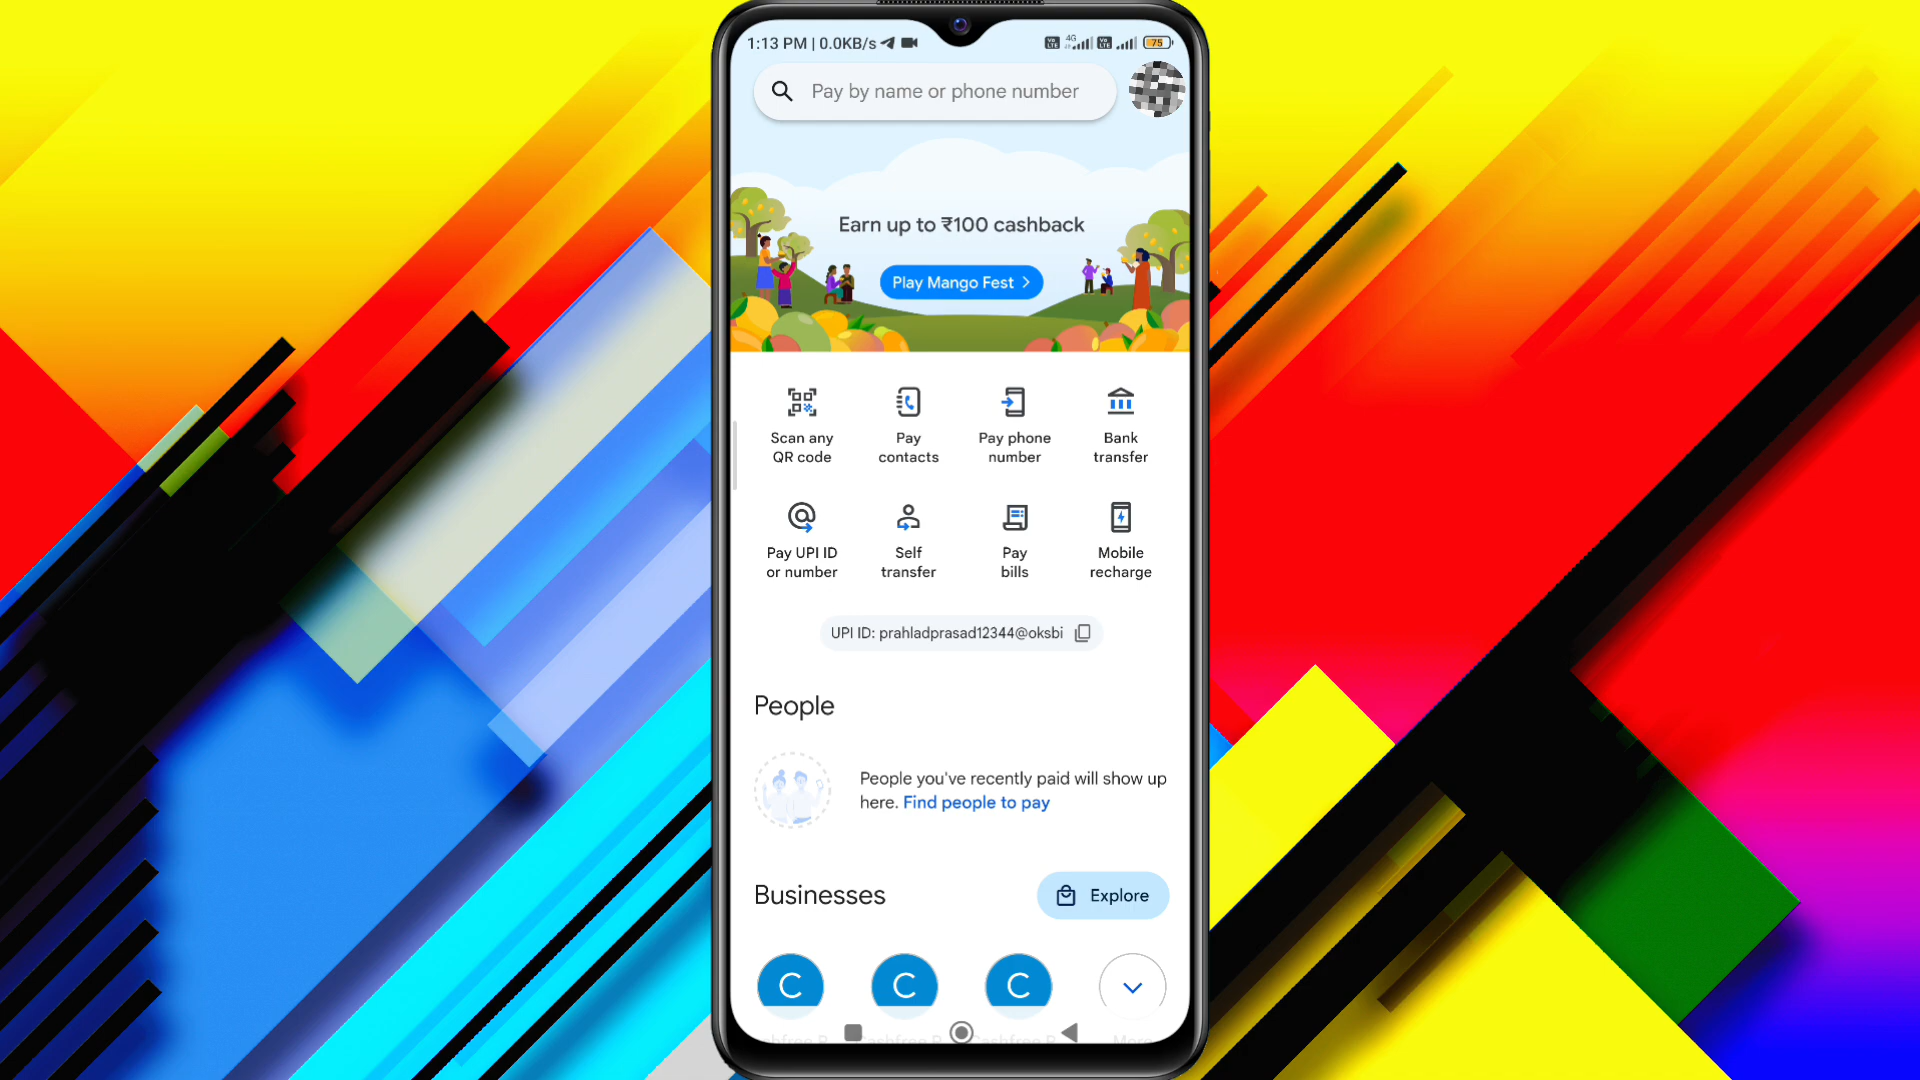 1:13 PM | 0.0KB/s
4G
75
Pay by name or phone number
Earn up to ₹100 cashback
Play Mango Fest
Scan any
QR code
Pay
contacts
Pay phone
number
Bank
transfer
Pay UPI ID
or number
Self
transfer
Pay
bills
Mobile
recharge
UPI ID: prahladprasad12344@oksbi
People
People you've recently paid will show up
here. Find people to pay
Businesses
Explore
C
C
C
More